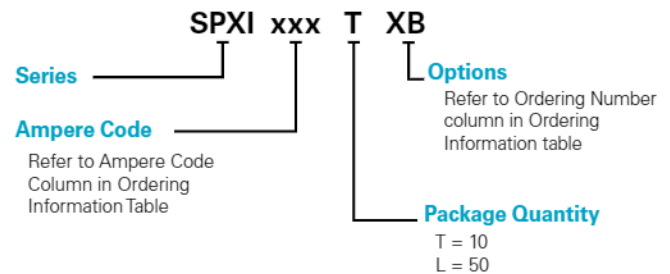 SPXI xxx T XB
Series
Ampere Code
Refer to Ampere Code
Column in Ordering
Information Table
Options
Refer to Ordering Number
column in Ordering
Information table
Package Quantity
T = 10
L = 50